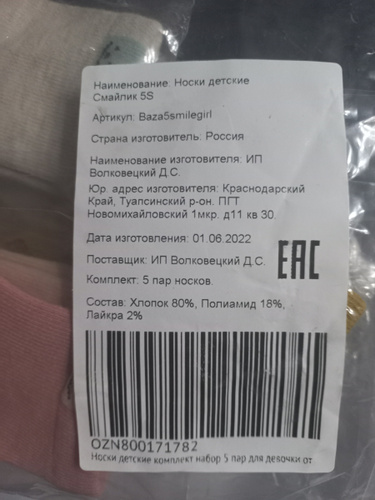 Наименование: Носки детские
Смайлик 5S
Артикул: Baza5smilegirl
Страна изготовитель: Россия
Наименование изготовителя: ИП
Волковецкий Д.С.
Юр. адрес изготовителя: Краснодарский
Край, Туапсинский р-он. ПГТ
Новомихайловский 1мкр. д11 кв 30.
Дата изготовления: 01.06.2022
Поставщик: ИП Волковецкий Д.С.
Комплект: 5 пар носков.
EAC
Состав: Хлопок 80%, Полиамид 18%,
Лайкра 2%
OZN800171782
Носки детские комплект набор 5 пар для девочки от